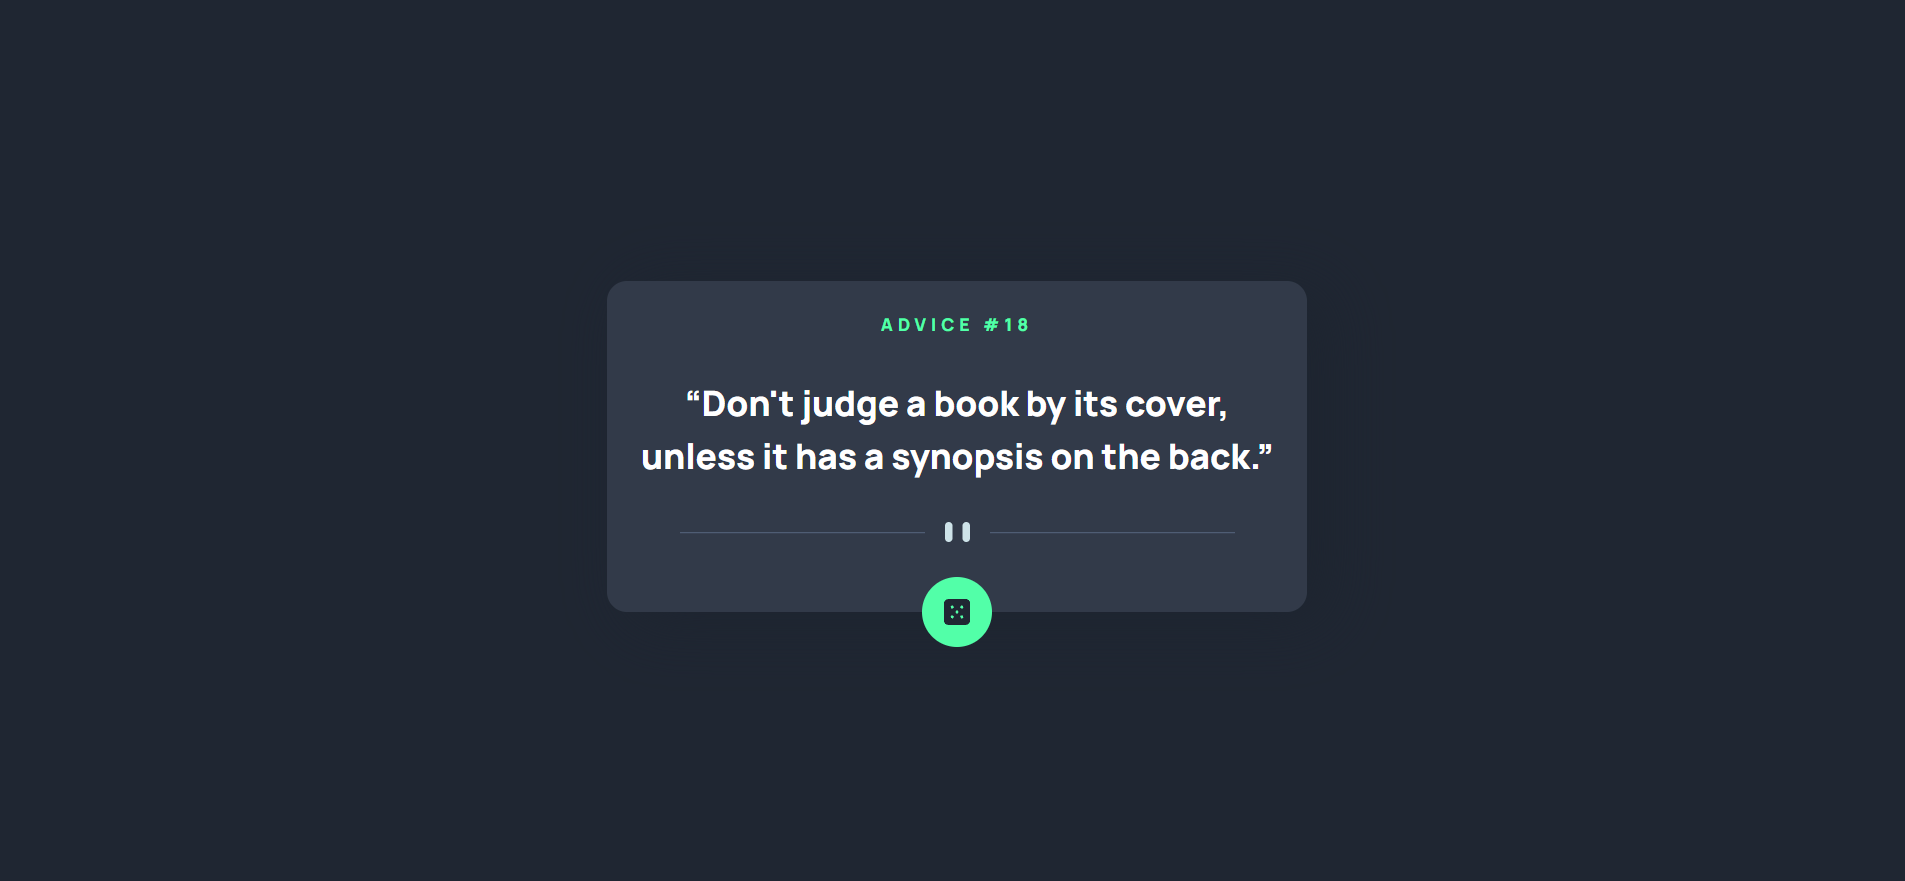 ADVICE #18
“Don't judge a book by its cover,
unless it has a synopsis on the back.”